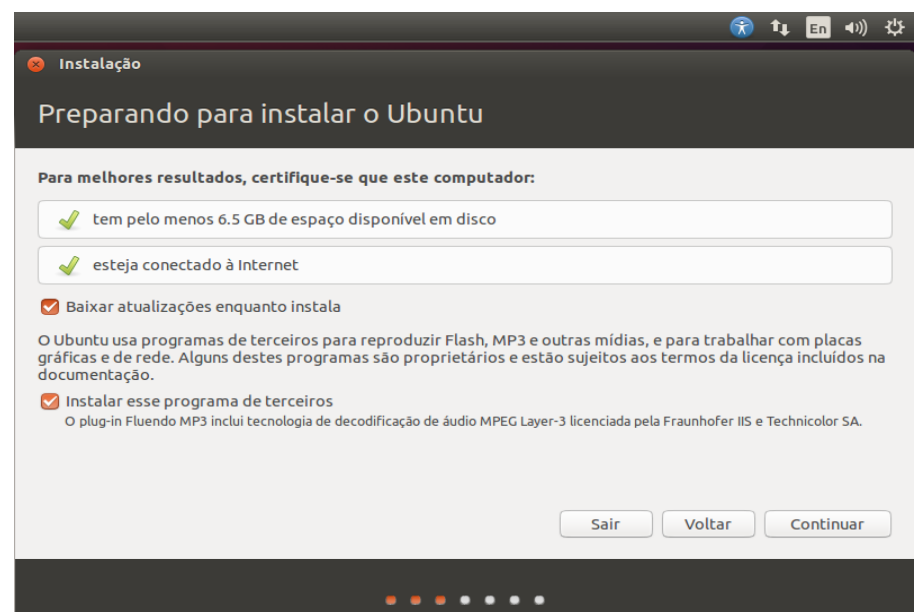 En
Instalação
Preparando para instalar o Ubuntu
Para melhores resultados, certifique-se que este computador:
tem pelo menos 6.5 GB de espaço disponível em disco
esteja conectado à Internet
Baixar atualizações enquanto instala
O Ubuntu usa programas de terceiros para reproduzir Flash, MP3 e outras mídias, e para trabalhar com placas
gráficas e de rede. Alguns destes programas são proprietários e estão sujeitos aos termos da licença incluídos na
documentação.
Instalar esse programa de terceiros
O plug-in Fluendo MP3 inclui tecnologia de decodificação de áudio MPEG Layer-3 licenciada pela Fraunhofer IIS e Technicolor SA.
Sair Voltar Continuar